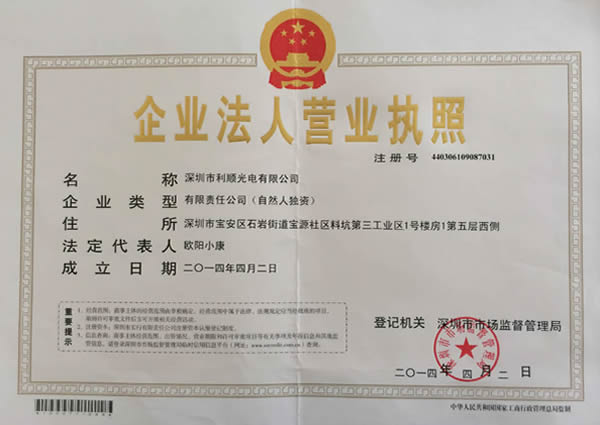 企业法人营业执照
注册号 440306109087031
名称 深圳市利顺光电有限公司
企业类型 有限责任公司（自然人独资）
住所 深圳市宝安区石岩街道宝源社区料坑第三工业区1号楼房1第五层西侧
法定代表人 欧阳小康
成立日期 二〇一四年四月二日
重要提示
登记机关 深圳市市场监督管理局
二〇一四年四月二日
中华人民共和国国家工商行政管理总局监制